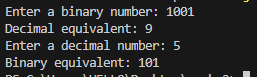 Enter a binary number: 1001
Decimal equivalent: 9
Enter a decimal number: 5
Binary equivalent: 101